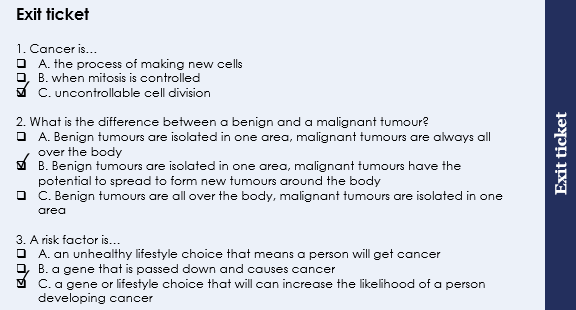 Exit ticket
1. Cancer is...
A. the process of making new cells
B. when mitosis is controlled
C. uncontrollable cell division
2. What is the difference between a benign and a malignant tumour?
A. Benign tumours are isolated in one area, malignant tumours are always all
over the body
B. Benign tumours are isolated in one area, malignant tumours have the
potential to spread to form new tumours around the body
C. Benign tumours are all over the body, malignant tumours are isolated in one
area
3. A risk factor is...
A. an unhealthy lifestyle choice that means a person will get cancer
B. a gene that is passed down and causes cancer
C. a gene or lifestyle choice that will can increase the likelihood of a person
developing cancer
Exit ticket